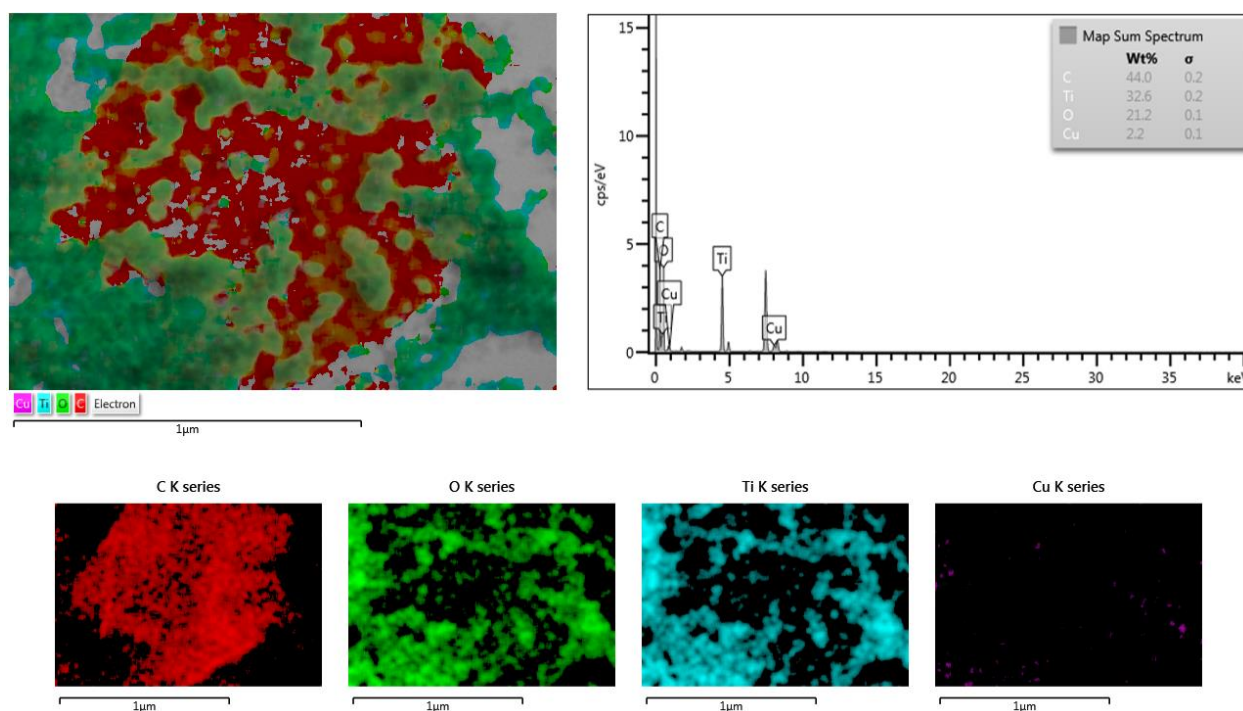 Map Sum Spectrum
Wt% σ
C 44.0 0.2
Ti 32.6 0.2
O 21.2 0.1
Cu 2.2 0.1
cps/eV
15
10
5
0
C
O
Cu
Ti
Ti
Cu
0 5 10 15 20 25 30 35 keV
Cu Ti O C Electron
1µm
C K series
O K series
Ti K series
Cu K series
1µm
1µm
1µm
1µm